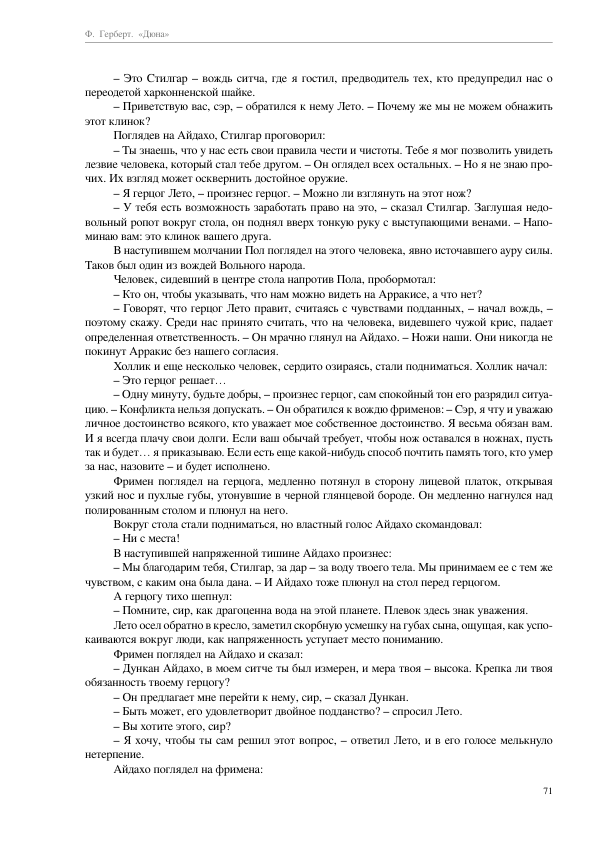 Ф. Герберт. «Дюна»
– Это Стилгар – вождь ситча, где я гостил, предводитель тех, кто предупредил нас о
переодетой харконненской шайке.
– Приветствую вас, сэр, – обратился к нему Лето. – Почему же мы не можем обнажить
этот клинок?
Поглядев на Айдахо, Стилгар проговорил:
– Ты знаешь, что у нас есть свои правила чести и чистоты. Тебе я мог позволить увидеть
лезвие человека, который стал тебе другом. – Он оглядел всех остальных. – Но я не знаю про-
чих. Их взгляд может осквернить достойное оружие.
– Я герцог Лето, – произнес герцог. – Можно ли взглянуть на этот нож?
– У тебя есть возможность заработать право на это, – сказал Стилгар. Заглушая недо-
вольный ропот вокруг стола, он поднял вверх тонкую руку с выступающими венами. – Напо-
минаю вам: это клинок вашего друга.
В наступившем молчании Пол поглядел на этого человека, явно источавшего ауру силы.
Таков был один из вождей Вольного народа.
Человек, сидевший в центре стола напротив Пола, пробормотал:
– Кто он, чтобы указывать, что нам можно видеть на Арракисе, а что нет?
– Говорят, что герцог Лето правит, считаясь с чувствами подданных, – начал вождь, –
поэтому скажу. Среди нас принято считать, что на человека, видевшего чужой крис, падает
определенная ответственность. – Он мрачно глянул на Айдахо. – Ножи наши. Они никогда не
покинут Арракис без нашего согласия.
Холлик и еще несколько человек, сердито озираясь, стали подниматься. Холлик начал:
– Это герцог решает…
– Одну минуту, будьте добры, – произнес герцог, сам спокойный тон его разрядил ситуа-
цию. – Конфликта нельзя допускать. – Он обратился к вождю фрименов: – Сэр, я чту и уважаю
личное достоинство всякого, кто уважает мое собственное достоинство. Я весьма обязан вам.
И я всегда плачу свои долги. Если ваш обычай требует, чтобы нож оставался в ножнах, пусть
так и будет… я приказываю. Если есть еще какой-нибудь способ почтить память того, кто умер
за нас, назовите – и будет исполнено.
Фримен поглядел на герцога, медленно потянул в сторону лицевой платок, открывая
узкий нос и пухлые губы, утонувшие в черной глянцевой бороде. Он медленно нагнулся над
полированным столом и плюнул на него.
Вокруг стола стали подниматься, но властный голос Айдахо скомандовал:
– Ни с места!
В наступившей напряженной тишине Айдахо произнес:
– Мы благодарим тебя, Стилгар, за дар – за воду твоего тела. Мы принимаем ее с тем же
чувством, с каким она была дана. – И Айдахо тоже плюнул на стол перед герцогом.
А герцогу тихо шепнул:
– Помните, сир, как драгоценна вода на этой планете. Плевок здесь знак уважения.
Лето осел обратно в кресло, заметил скорбную усмешку на губах сына, ощущая, как успо-
каиваются вокруг люди, как напряженность уступает место пониманию.
Фримен поглядел на Айдахо и сказал:
– Дункан Айдахо, в моем ситче ты был измерен, и мера твоя – высока. Крепка ли твоя
обязанность твоему герцогу?
– Он предлагает мне перейти к нему, сир, – сказал Дункан.
– Быть может, его удовлетворит двойное подданство? – спросил Лето.
– Вы хотите этого, сир?
– Я хочу, чтобы ты сам решил этот вопрос, – ответил Лето, и в его голосе мелькнуло
нетерпение.
Айдахо поглядел на фримена:
71